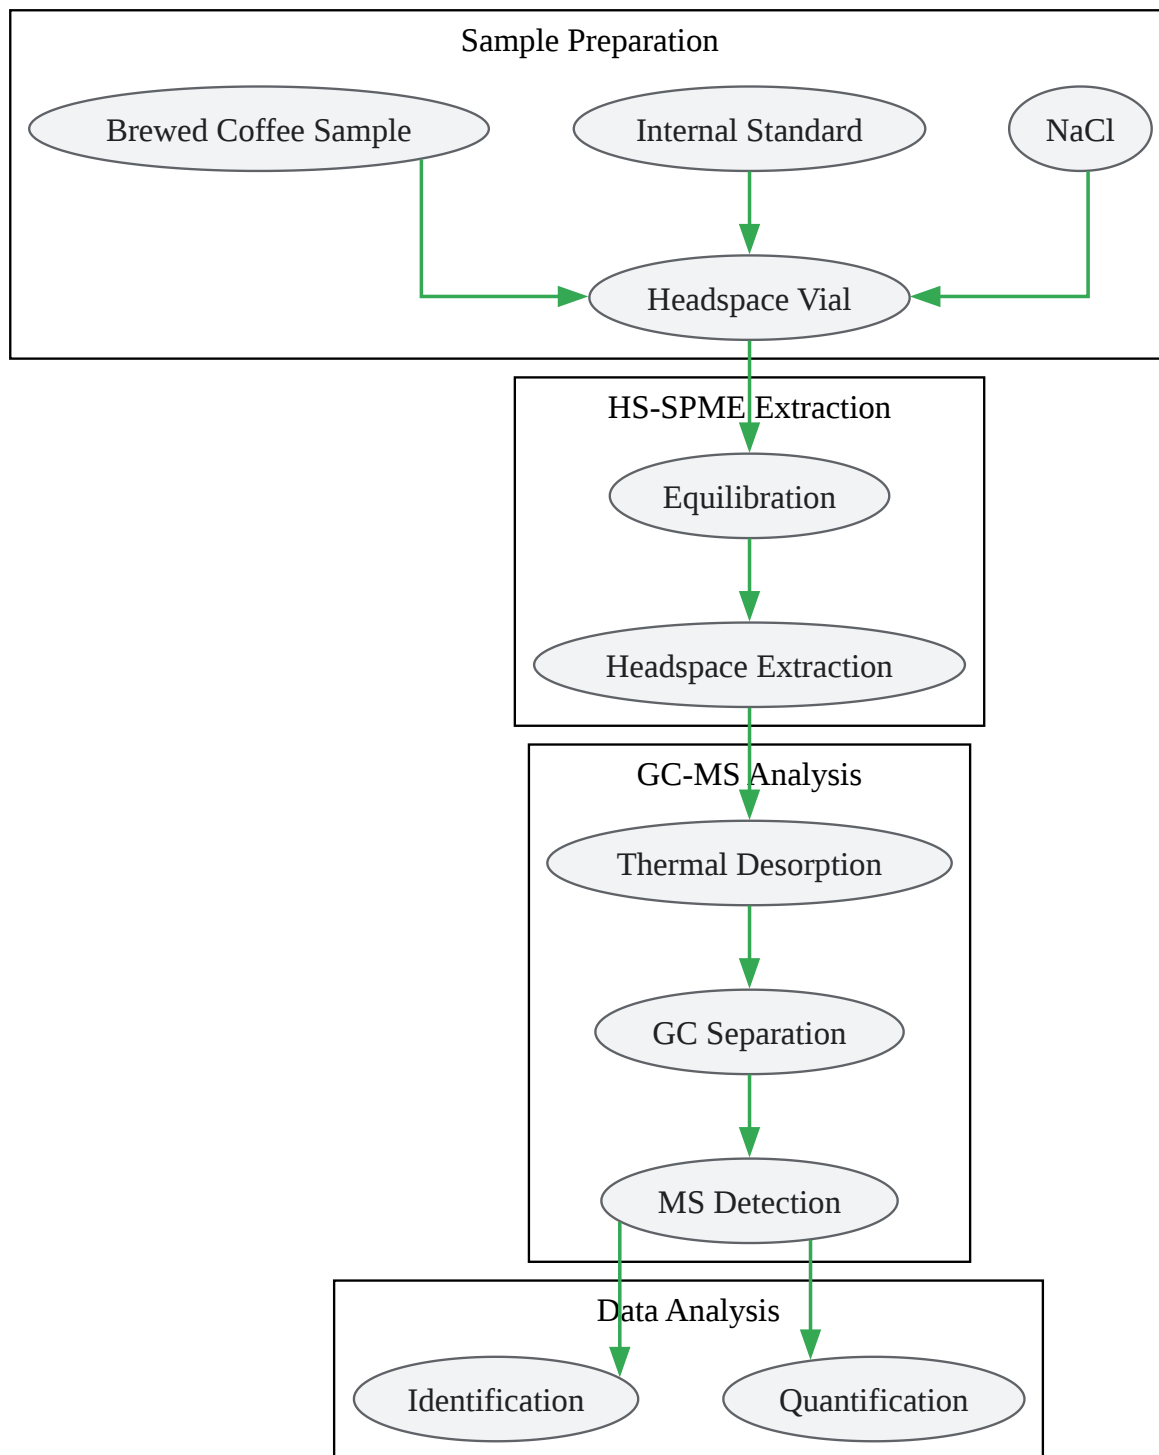 Sample Preparation
Brewed Coffee Sample
Internal Standard
NaCl
Headspace Vial
HS-SPME Extraction
Equilibration
Headspace Extraction
GC-MS Analysis
Thermal Desorption
GC Separation
MS Detection
Data Analysis
Identification
Quantification